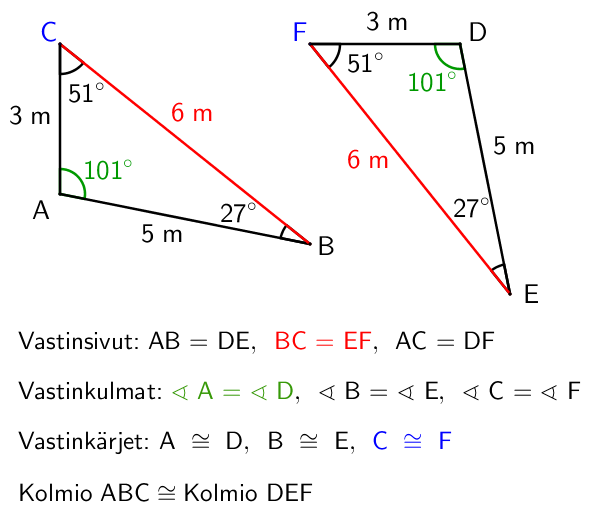 C F 3 m D
51° 51° 101°
3 m 6 m 5 m
101° 6 m
A 27° 27°
5 m B
E
Vastinsivut: AB = DE, BC = EF, AC = DF
Vastinkulmat: ∢ A = ∢ D, ∢ B = ∢ E, ∢ C = ∢ F
Vastinkärjet: A ≅ D, B ≅ E, C ≅ F
Kolmio ABC ≅ Kolmio DEF